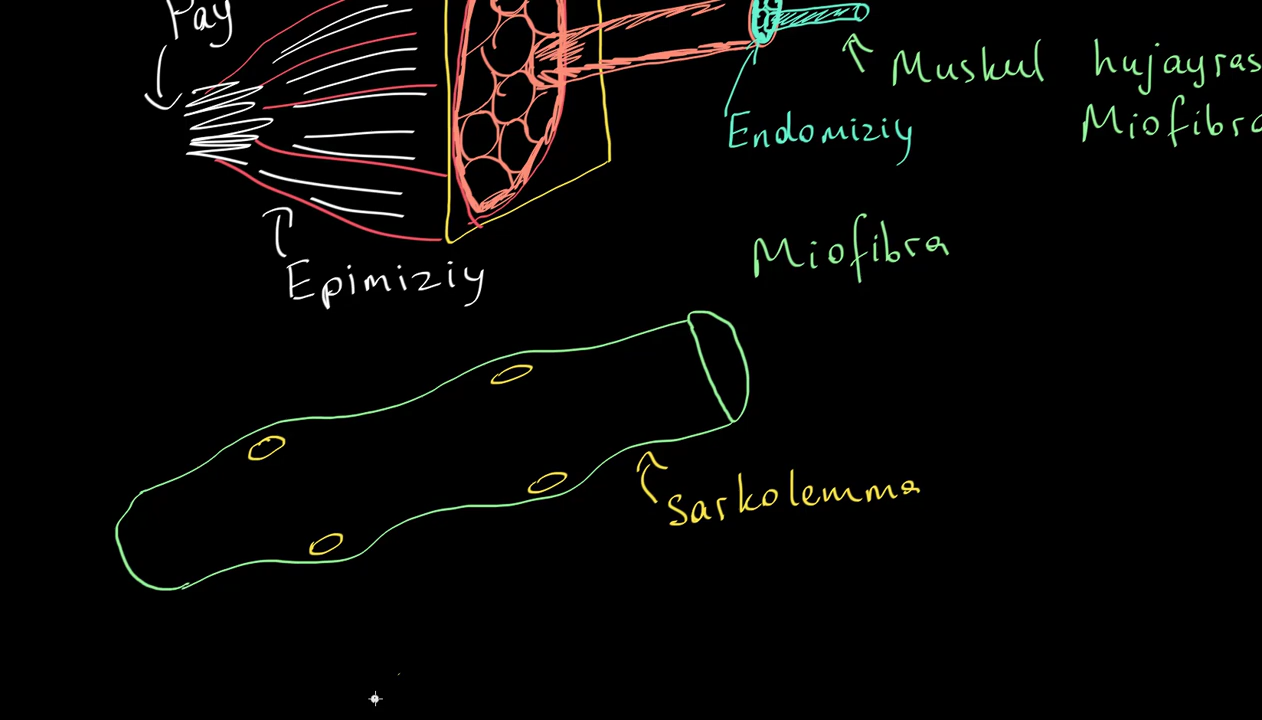 Pay
Muskul hujayras
Endomiziy
Miofibra
Miofibra
Epimiziy
Sarkolemma